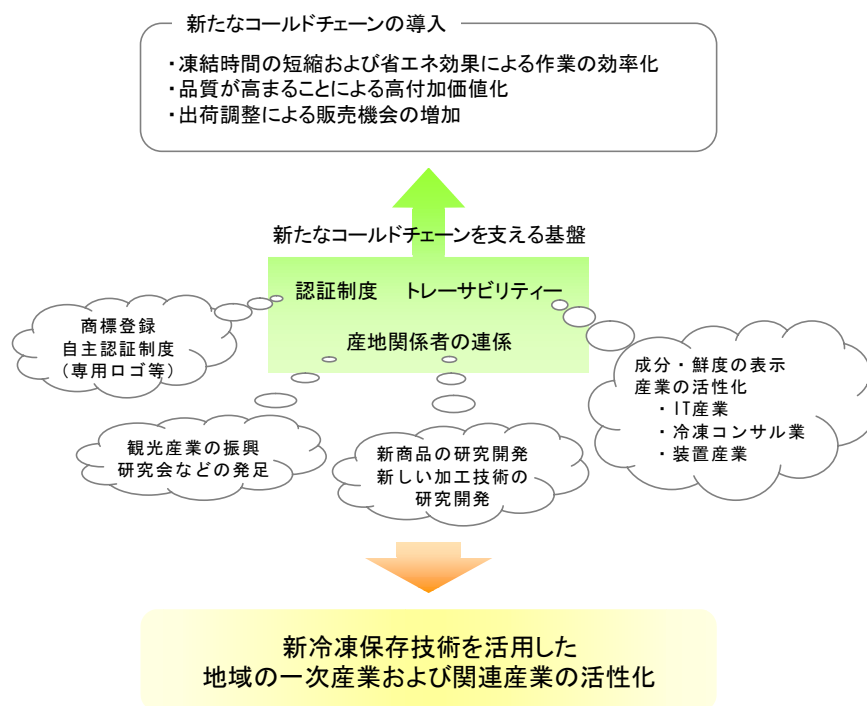 新たなコールドチェーンの導入
・凍結時間の短縮および省エネ効果による作業の効率化
・品質が高まることによる高付加価値化
・出荷調整による販売機会の増加
新たなコールドチェーンを支える基盤
認証制度 トレーサビリティー
産地関係者の連係
商標登録
自主認証制度
（専用ロゴ等）
成分・鮮度の表示
産業の活性化
・IT産業
・冷凍コンサル業
・装置産業
観光産業の振興
研究会などの発足
新商品の研究開発
新しい加工技術の
研究開発
新冷凍保存技術を活用した
地域の一次産業および関連産業の活性化